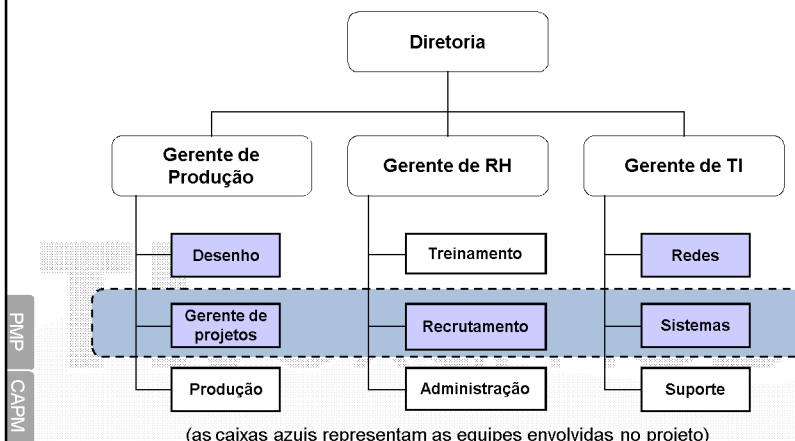 Diretoria
Gerente de
Produção
Gerente de RH
Gerente de TI
Desenho
Treinamento
Redes
Gerente de
projetos
Recrutamento
Sistemas
Produção
Administração
Suporte
PMP
CAPM
(as caixas azuis representam as equipes envolvidas no projeto)